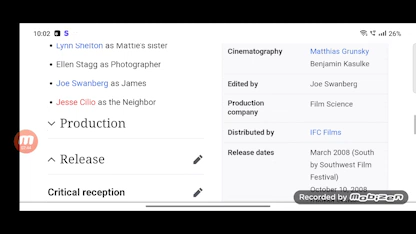 10:02 S 26%
Lynn Shelton as Mattie's sister
• Ellen Stagg as Photographer
• Joe Swanberg as James
• Jesse Cilio as the Neighbor
Production
Release
Critical reception
Cinematography Matthias Grunsky
Benjamin Kasulke
Edited by Joe Swanberg
Production Film Science
company
Distributed by IFC Films
Release dates March 2008 (South
by Southwest Film
Festival)
October 10, 2008
Recorded by MOBIZEN